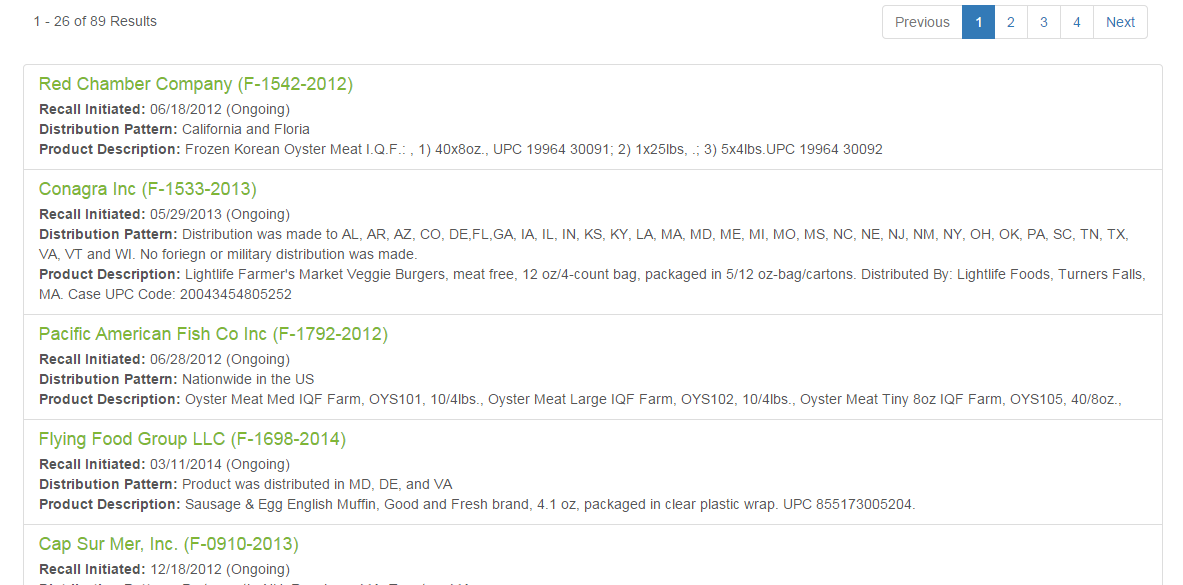 1 - 26 of 89 Results
Previous 1 2 3 4 Next
Red Chamber Company (F-1542-2012)
Recall Initiated: 06/18/2012 (Ongoing)
Distribution Pattern: California and Floria
Product Description: Frozen Korean Oyster Meat I.Q.F.: , 1) 40x8oz., UPC 19964 30091; 2) 1x25lbs, .; 3) 5x4lbs.UPC 19964 30092
Conagra Inc (F-1533-2013)
Recall Initiated: 05/29/2013 (Ongoing)
Distribution Pattern: Distribution was made to AL, AR, AZ, CO, DE,FL,GA, IA, IL, IN, KS, KY, LA, MA, MD, ME, MI, MO, MS, NC, NE, NJ, NM, NY, OH, OK, PA, SC, TN, TX,
VA, VT and WI. No foriegn or military distribution was made.
Product Description: Lightlife Farmer's Market Veggie Burgers, meat free, 12 oz/4-count bag, packaged in 5/12 oz-bag/cartons. Distributed By: Lightlife Foods, Turners Falls,
MA. Case UPC Code: 20043454805252
Pacific American Fish Co Inc (F-1792-2012)
Recall Initiated: 06/28/2012 (Ongoing)
Distribution Pattern: Nationwide in the US
Product Description: Oyster Meat Med IQF Farm, OYS101, 10/4lbs., Oyster Meat Large IQF Farm, OYS102, 10/4lbs., Oyster Meat Tiny 8oz IQF Farm, OYS105, 40/8oz.,
Flying Food Group LLC (F-1698-2014)
Recall Initiated: 03/11/2014 (Ongoing)
Distribution Pattern: Product was distributed in MD, DE, and VA
Product Description: Sausage & Egg English Muffin, Good and Fresh brand, 4.1 oz, packaged in clear plastic wrap. UPC 855173005204.
Cap Sur Mer, Inc. (F-0910-2013)
Recall Initiated: 12/18/2012 (Ongoing)